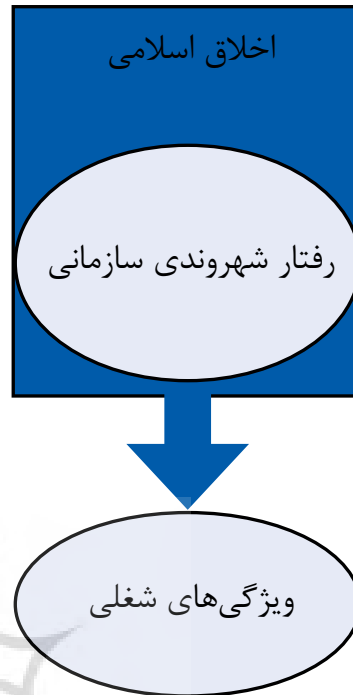 اخلاق اسلامی
رفتار شهروندی سازمانی
ویژگی‌های شغلی